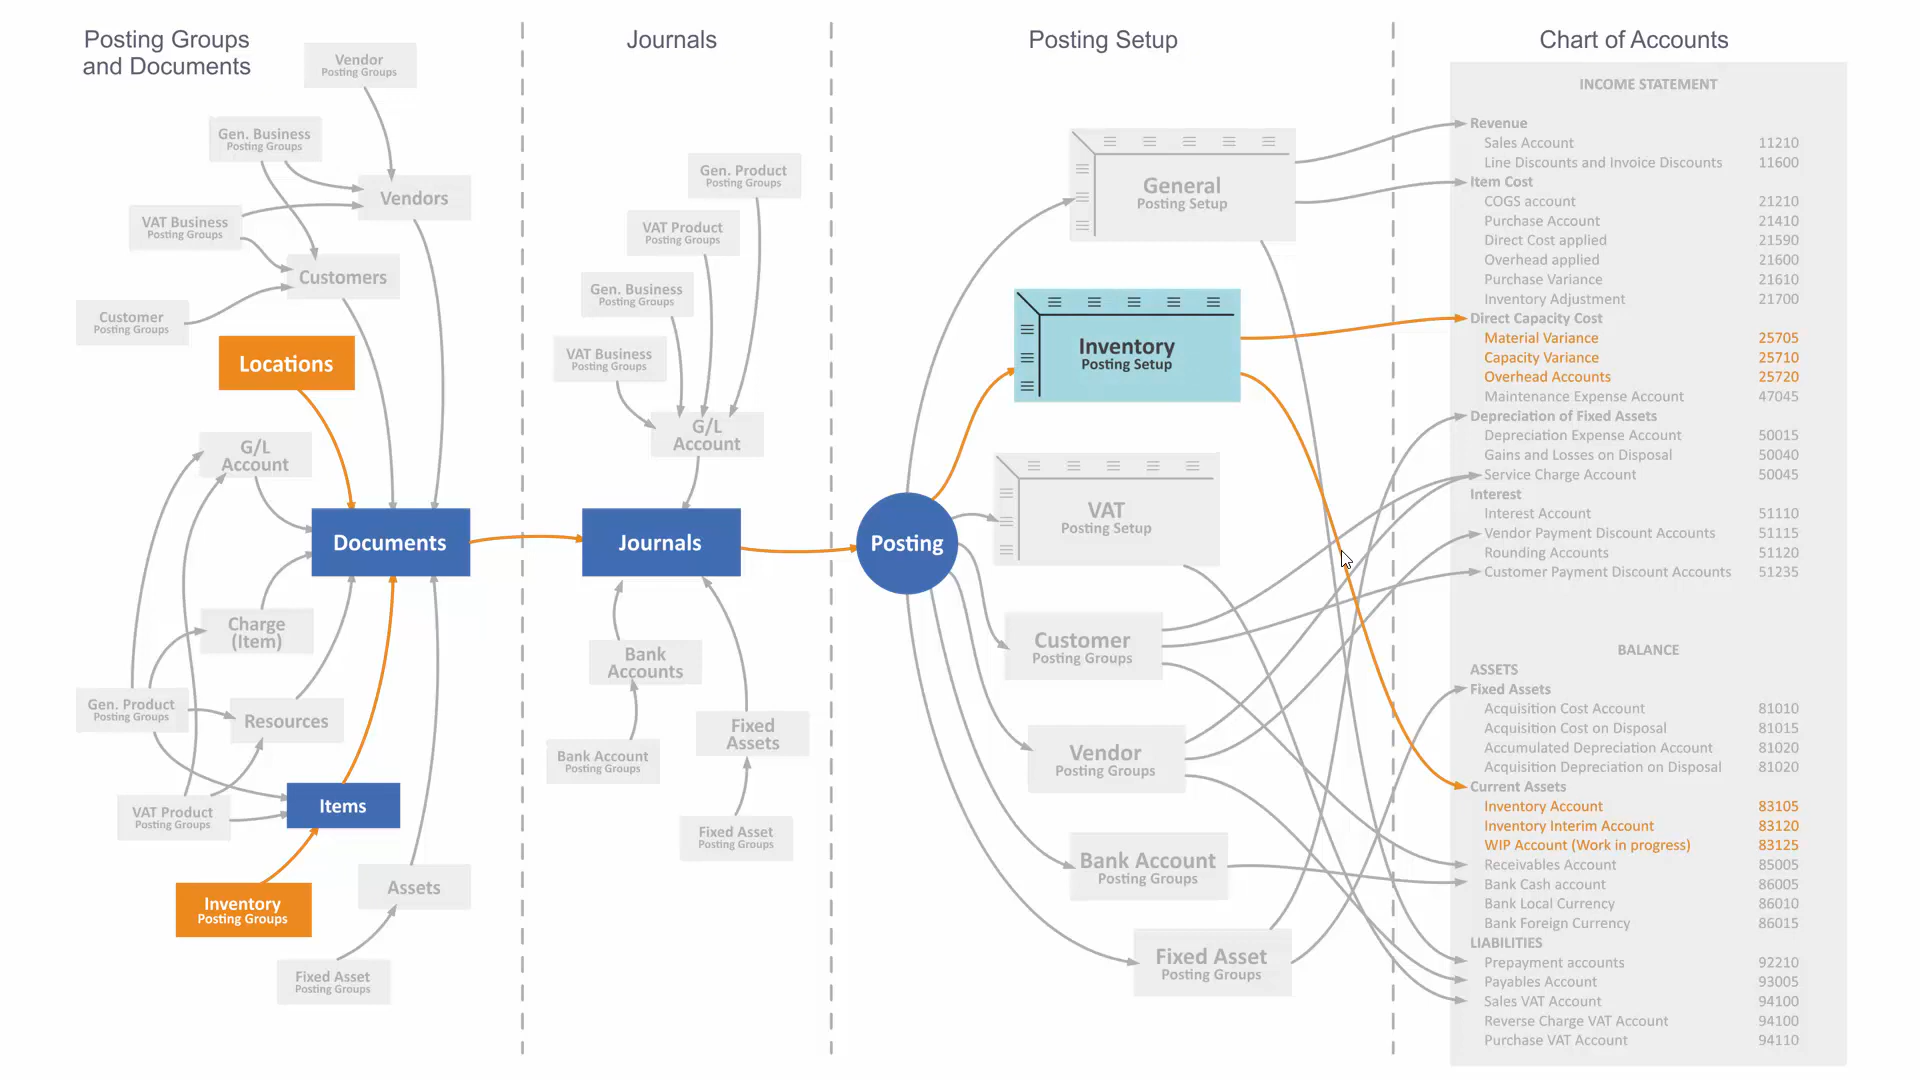 Posting Groups
and Documents
Vendor
Posting Groups
Gen. Business
Posting Groups
Vendors
VAT Business
Posting Groups
Customers
Customer
Posting Groups
Locations
G/L
Account
Documents
Charge
(Item)
Gen. Product
Posting Groups
Resources
Items
VAT Product
Posting Groups
Assets
Inventory
Posting Groups
Fixed Asset
Posting Groups
Journals
Gen. Product
Posting Groups
VAT Product
Posting Groups
Gen. Business
Posting Groups
VAT Business
Posting Groups
G/L
Account
Journals
Bank
Accounts
Fixed
Assets
Bank Account
Posting Groups
Fixed Asset
Posting Groups
Posting Setup
General
Posting Setup
Inventory
Posting Setup
VAT
Posting Setup
Posting
Customer
Posting Groups
Vendor
Posting Groups
Bank Account
Posting Groups
Fixed Asset
Posting Groups
Chart of Accounts
INCOME STATEMENT
Revenue
Sales Account 11210
Line Discounts and Invoice Discounts 11600
Item Cost
COGS account 21210
Purchase Account 21410
Direct Cost applied 21590
Overhead applied 21600
Purchase Variance 21610
Inventory Adjustment 21700
Direct Capacity Cost
Material Variance 25705
Capacity Variance 25710
Overhead Accounts 25720
Maintenance Expense Account 47045
Depreciation of Fixed Assets
Depreciation Expense Account 50015
Gains and Losses on Disposal 50040
Service Charge Account 50045
Interest
Interest Account 51110
Vendor Payment Discount Accounts 51115
Rounding Accounts 51120
Customer Payment Discount Accounts 51235
BALANCE
ASSETS
Fixed Assets
Acquisition Cost Account 81010
Acquisition Cost on Disposal 81015
Accumulated Depreciation Account 81020
Acquisition Depreciation on Disposal 81020
Current Assets
Inventory Account 83105
Inventory Interim Account 83120
WIP Account (Work in progress) 83125
Receivables Account 85005
Bank Cash account 86005
Bank Local Currency 86010
Bank Foreign Currency 86015
LIABILITIES
Prepayment accounts 92210
Payables Account 93005
Sales VAT Account 94100
Reverse Charge VAT Account 94100
Purchase VAT Account 94110